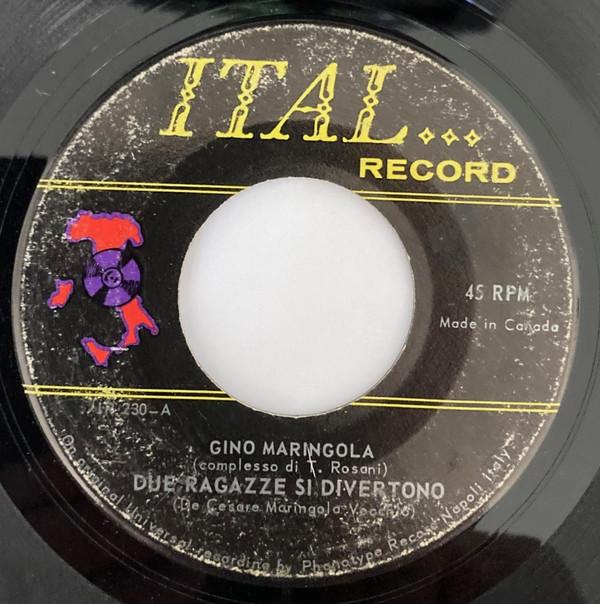 ITAL...
RECORD
45 RPM
Made in Canada
230-A
GINO MARINGOLA
(complesso di T. Rosani)
DUE RAGAZZE SI DIVERTONO
(De Cesare Maringola Vecchio)
On original Universal recording by Phonotype Record Napoli Italy